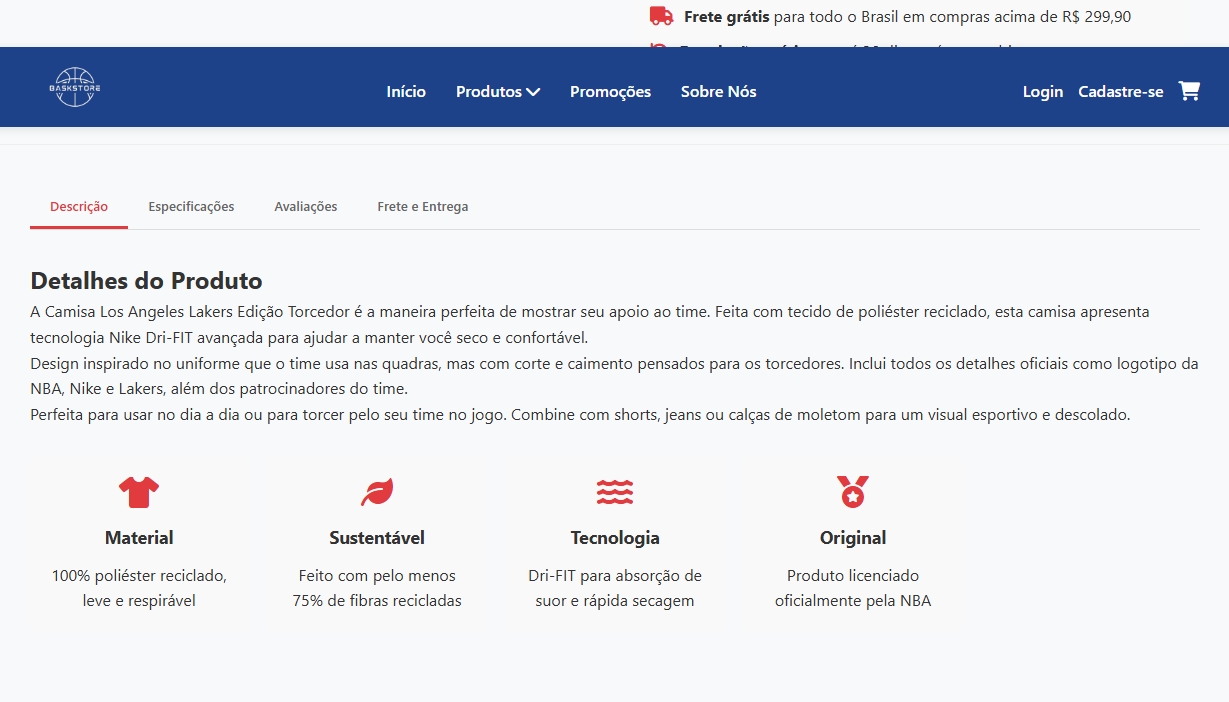 Frete grátis para todo o Brasil em compras acima de R$ 299,90
BASKSTORE
Início Produtos Promoções Sobre Nós
Login Cadastre-se
Descrição Especificações Avaliações Frete e Entrega
Detalhes do Produto
A Camisa Los Angeles Lakers Edição Torcedor é a maneira perfeita de mostrar seu apoio ao time. Feita com tecido de poliéster reciclado, esta camisa apresenta
tecnologia Nike Dri-FIT avançada para ajudar a manter você seco e confortável.
Design inspirado no uniforme que o time usa nas quadras, mas com corte e caimento pensados para os torcedores. Inclui todos os detalhes oficiais como logotipo da
NBA, Nike e Lakers, além dos patrocinadores do time.
Perfeita para usar no dia a dia ou para torcer pelo seu time no jogo. Combine com shorts, jeans ou calças de moletom para um visual esportivo e descolado.
Material
100% poliéster reciclado,
leve e respirável
Sustentável
Feito com pelo menos
75% de fibras recicladas
Tecnologia
Dri-FIT para absorção de
suor e rápida secagem
Original
Produto licenciado
oficialmente pela NBA